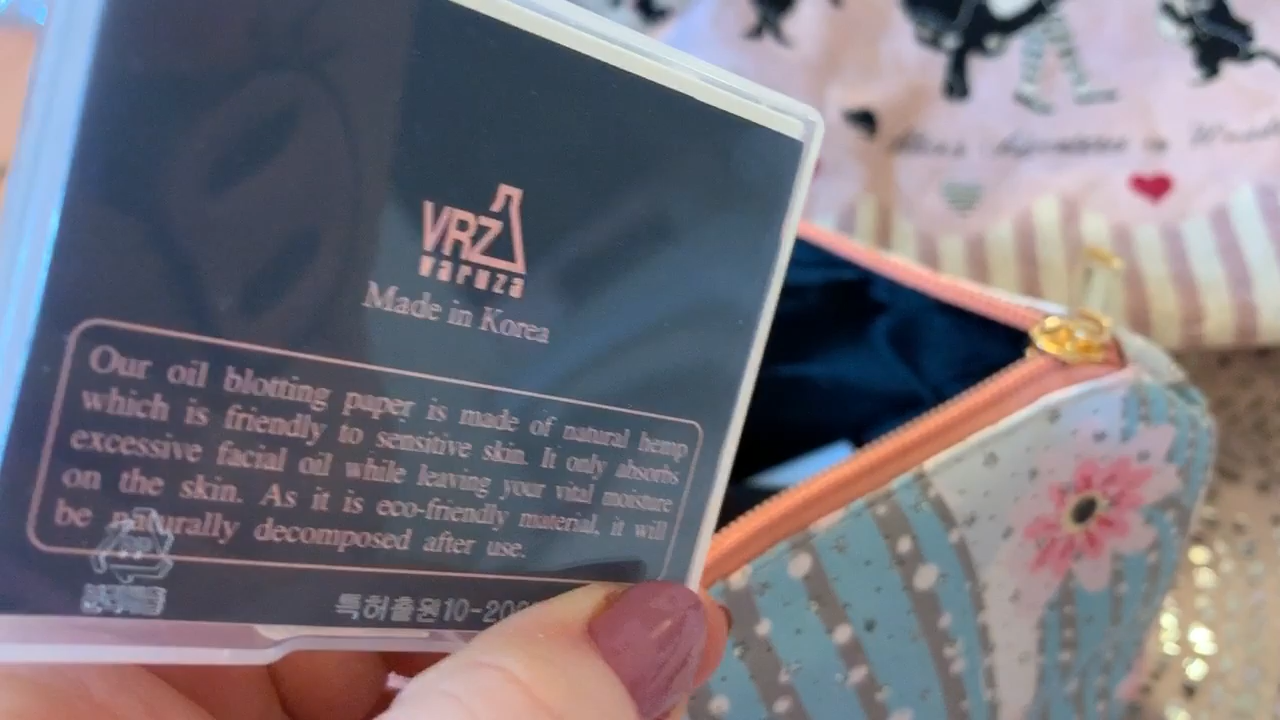 VRZ
varuza
Made in Korea
Our oil blotting paper is made of natural hemp
which is friendly to sensitive skin. It only absorbs
excessive facial oil while leaving your vital moisture
on the skin. As it is eco-friendly material, it will
be naturally decomposed after use.
특허출원10-20